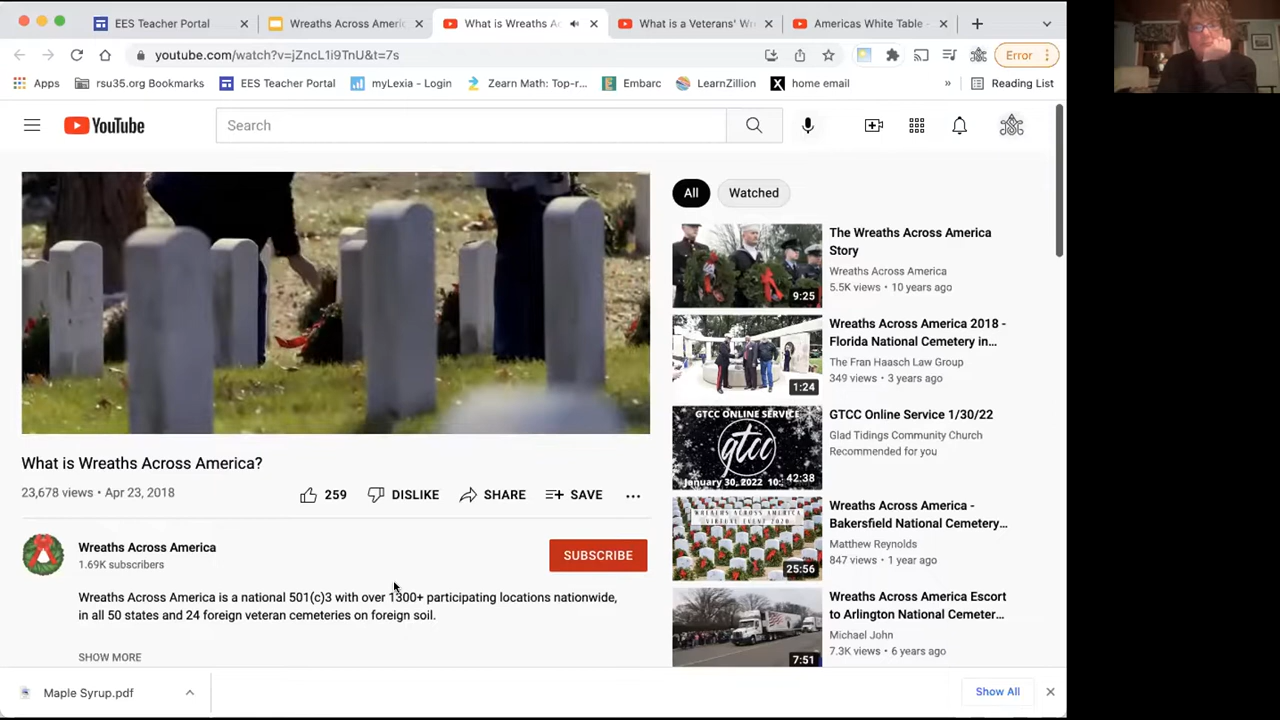 EES Teacher Portal
Wreaths Across Americ
What is Wreaths Ac
What is a Veterans' Wr
Americas White Table -
youtube.com/watch?v=jZncL1i9TnU&t=7s
Error
Apps
rsu35.org Bookmarks
EES Teacher Portal
myLexia - Login
Zearn Math: Top-r...
Embarc
LearnZillion
home email
»
Reading List
YouTube
Search
All
Watched
The Wreaths Across America
Story
Wreaths Across America
5.5K views • 10 years ago
9:25
Wreaths Across America 2018 -
Florida National Cemetery in...
The Fran Haasch Law Group
349 views • 3 years ago
1:24
GTCC ONLINE SERVICE
gtcc
January 30, 2022 10:
42:38
GTCC Online Service 1/30/22
Glad Tidings Community Church
Recommended for you
WREATHS ACROSS AMERICA
VIRTUAL EVENT 2020
25:56
Wreaths Across America -
Bakersfield National Cemetery...
Matthew Reynolds
847 views • 1 year ago
Wreaths Across America Escort
to Arlington National Cemeter...
Michael John
7.3K views • 6 years ago
7:51
What is Wreaths Across America?
23,678 views • Apr 23, 2018
259
DISLIKE
SHARE
SAVE
...
Wreaths Across America
1.69K subscribers
SUBSCRIBE
Wreaths Across America is a national 501(c)3 with over 1300+ participating locations nationwide,
in all 50 states and 24 foreign veteran cemeteries on foreign soil.
SHOW MORE
Maple Syrup.pdf
Show All